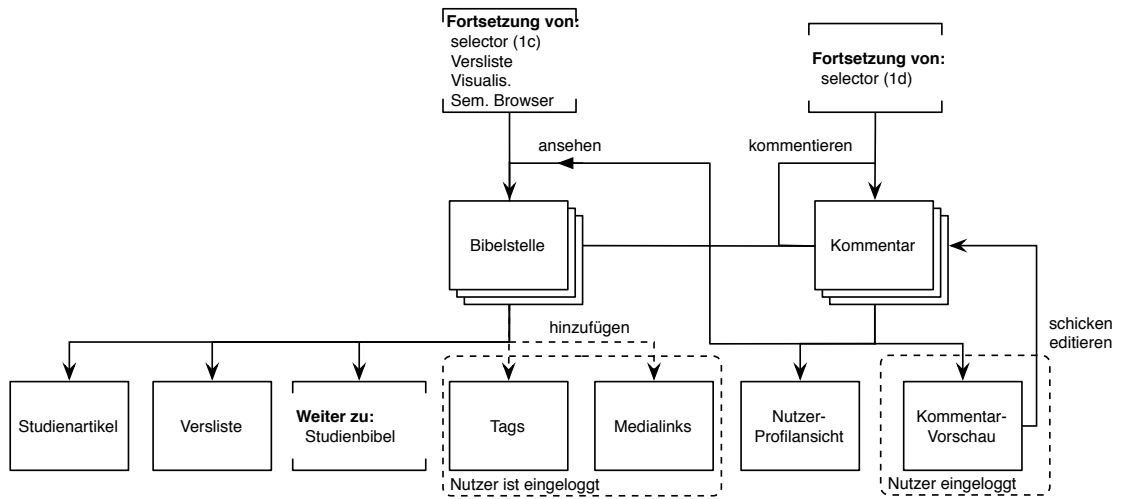 Fortsetzung von:
selector (1c)
Versliste
Visualis.
Sem. Browser
Fortsetzung von:
selector (1d)
ansehen
kommentieren
Bibelstelle
Kommentar
hinzufügen
schicken
editieren
Studienartikel
Versliste
Weiter zu:
Studienbibel
Tags
Medialinks
Nutzer-
Profilansicht
Kommentar-
Vorschau
Nutzer ist eingeloggt
Nutzer eingeloggt